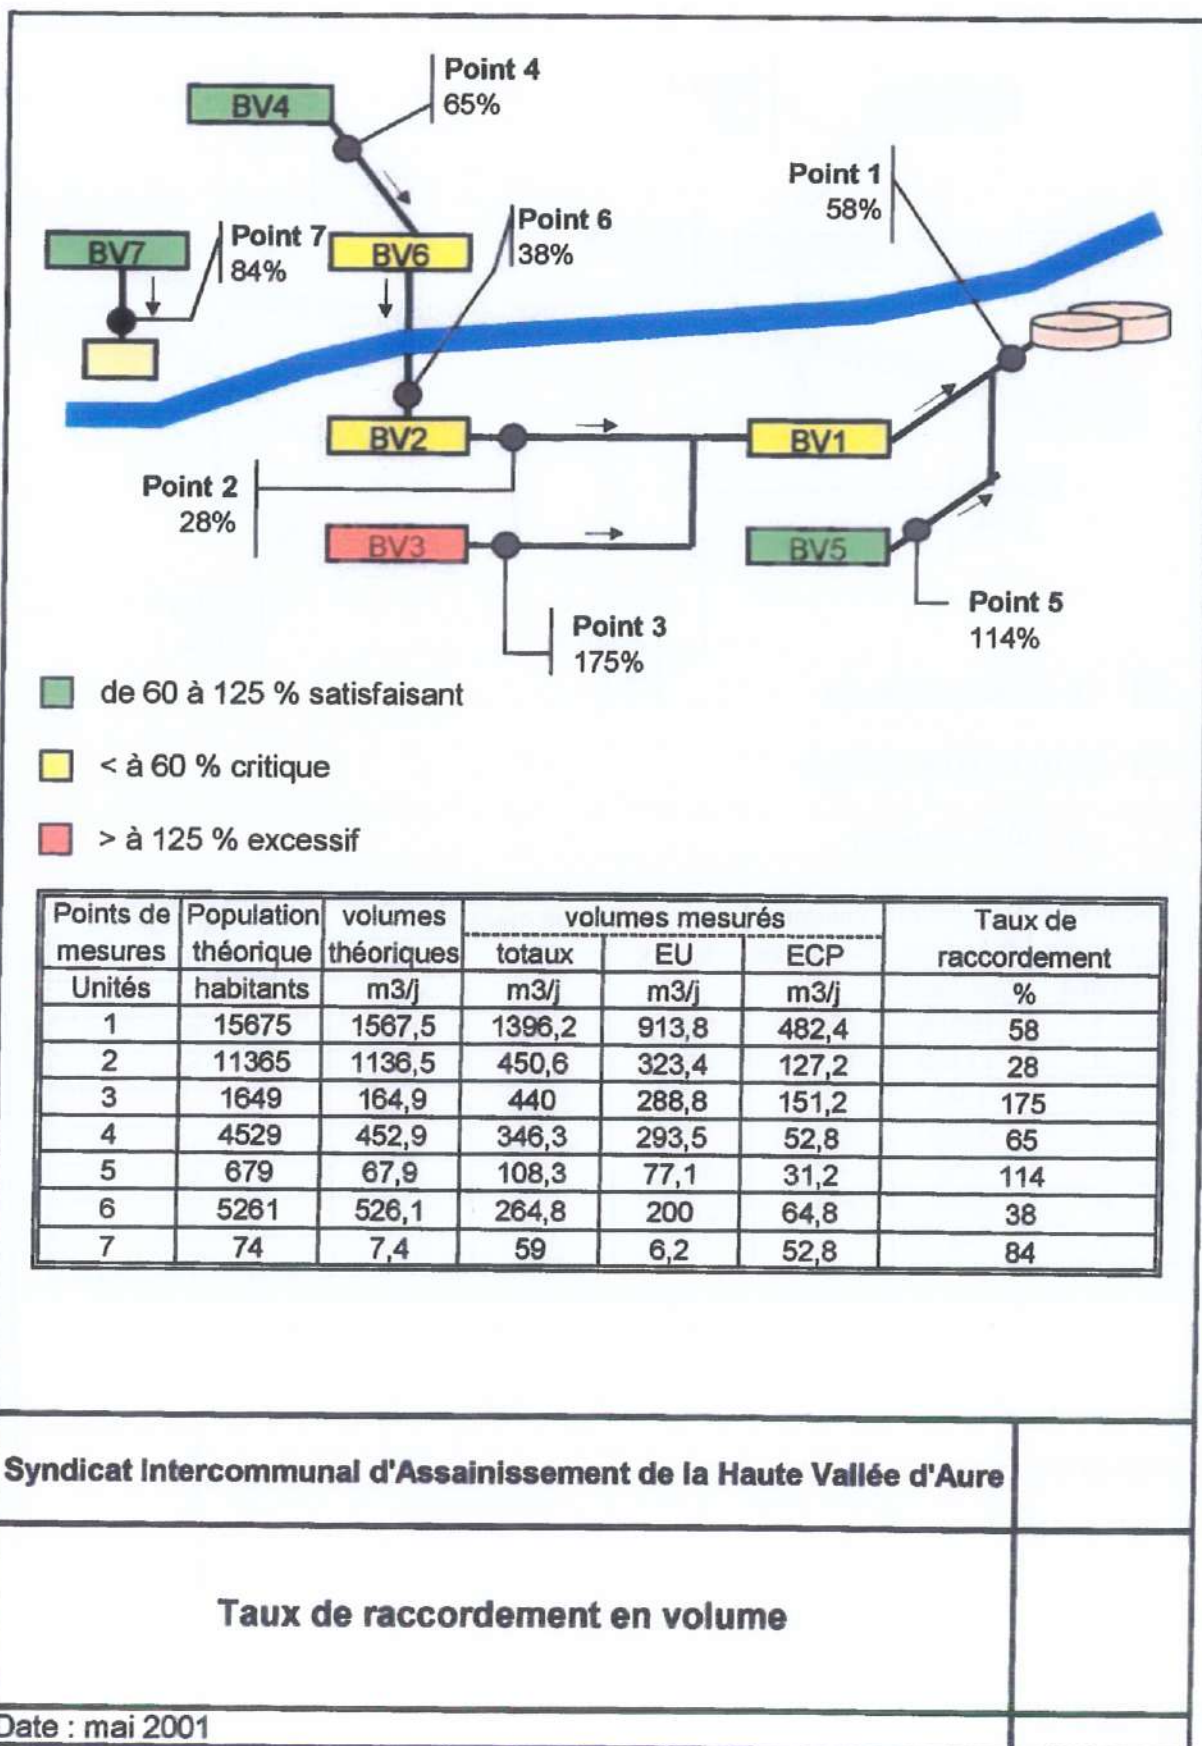 Point 4
65%
BV4
Point 1
58%
Point 7
84%
Point 6
38%
BV7
BV6
BV2
BV1
Point 2
28%
BV3
BV5
Point 5
114%
Point 3
175%
de 60 à 125 % satisfaisant
< à 60 % critique
> à 125 % excessif
Points de mesures | Population théorique | volumes théoriques | volumes mesurés | Taux de raccordement
totaux | EU | ECP
Unités | habitants | m3/j | m3/j | m3/j | m3/j | %
1 | 15675 | 1567,5 | 1396,2 | 913,8 | 482,4 | 58
2 | 11365 | 1136,5 | 450,6 | 323,4 | 127,2 | 28
3 | 1649 | 164,9 | 440 | 288,8 | 151,2 | 175
4 | 4529 | 452,9 | 346,3 | 293,5 | 52,8 | 65
5 | 679 | 67,9 | 108,3 | 77,1 | 31,2 | 114
6 | 5261 | 526,1 | 264,8 | 200 | 64,8 | 38
7 | 74 | 7,4 | 59 | 6,2 | 52,8 | 84
Syndicat Intercommunal d'Assainissement de la Haute Vallée d'Aure
Taux de raccordement en volume
Date : mai 2001